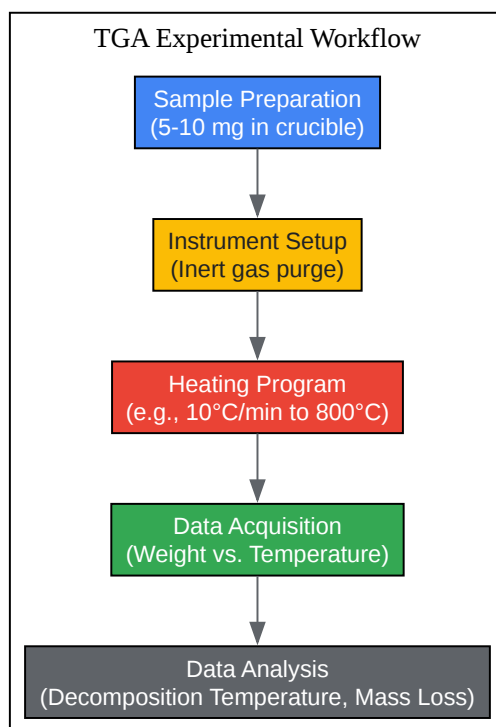 TGA Experimental Workflow
Sample Preparation
(5-10 mg in crucible)
Instrument Setup
(Inert gas purge)
Heating Program
(e.g., 10°C/min to 800°C)
Data Acquisition
(Weight vs. Temperature)
Data Analysis
(Decomposition Temperature, Mass Loss)